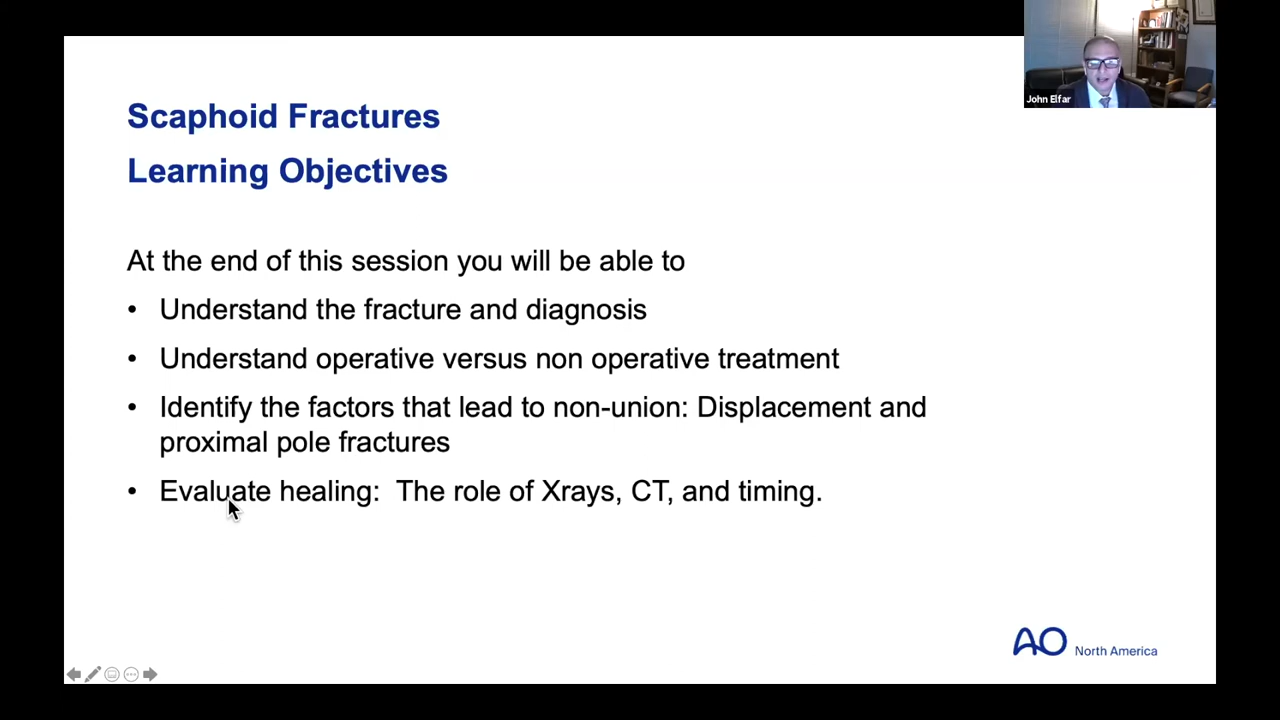 John Elfar
Scaphoid Fractures
Learning Objectives
At the end of this session you will be able to
• Understand the fracture and diagnosis
• Understand operative versus non operative treatment
• Identify the factors that lead to non-union: Displacement and
proximal pole fractures
• Evaluate healing:  The role of Xrays, CT, and timing.
AO North America